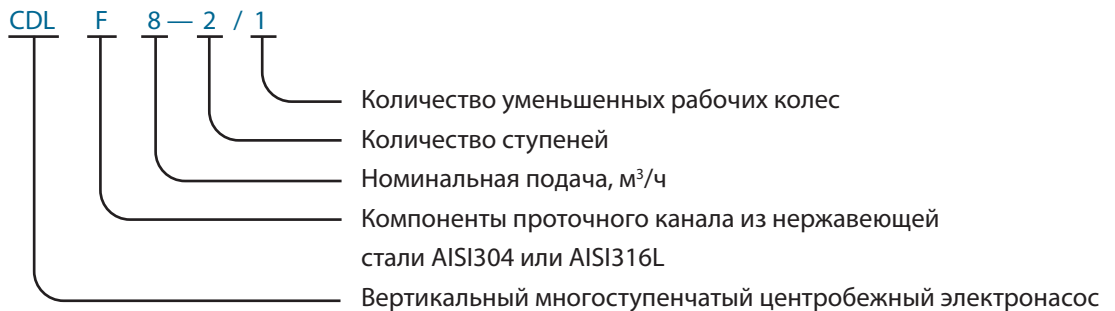 CDL F 8 — 2 / 1
Количество уменьшенных рабочих колес
Количество ступеней
Номинальная подача, м³/ч
Компоненты проточного канала из нержавеющей
стали AISI304 или AISI316L
Вертикальный многоступенчатый центробежный электронасос